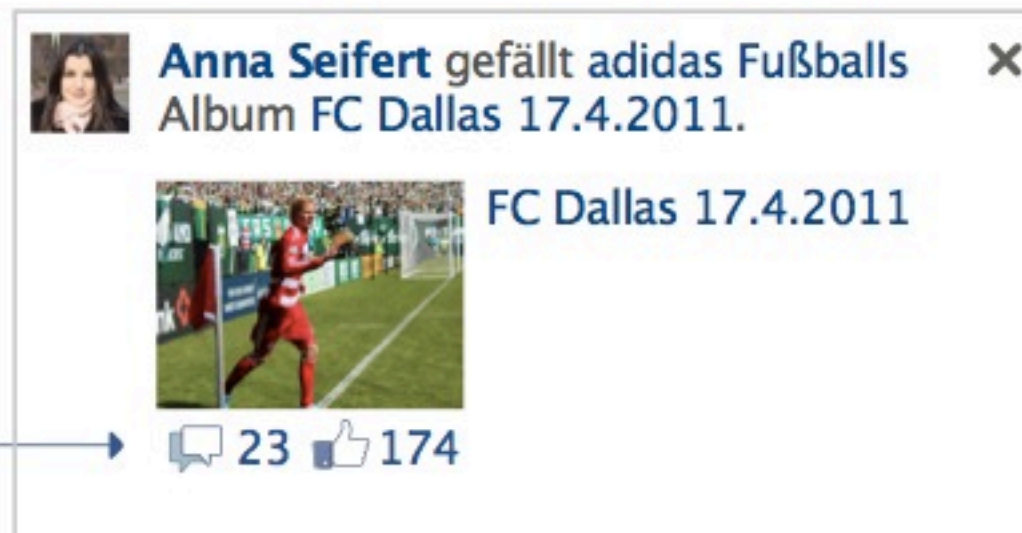 Anna Seifert gefällt adidas Fußballs
Album FC Dallas 17.4.2011.
FC Dallas 17.4.2011
23 174